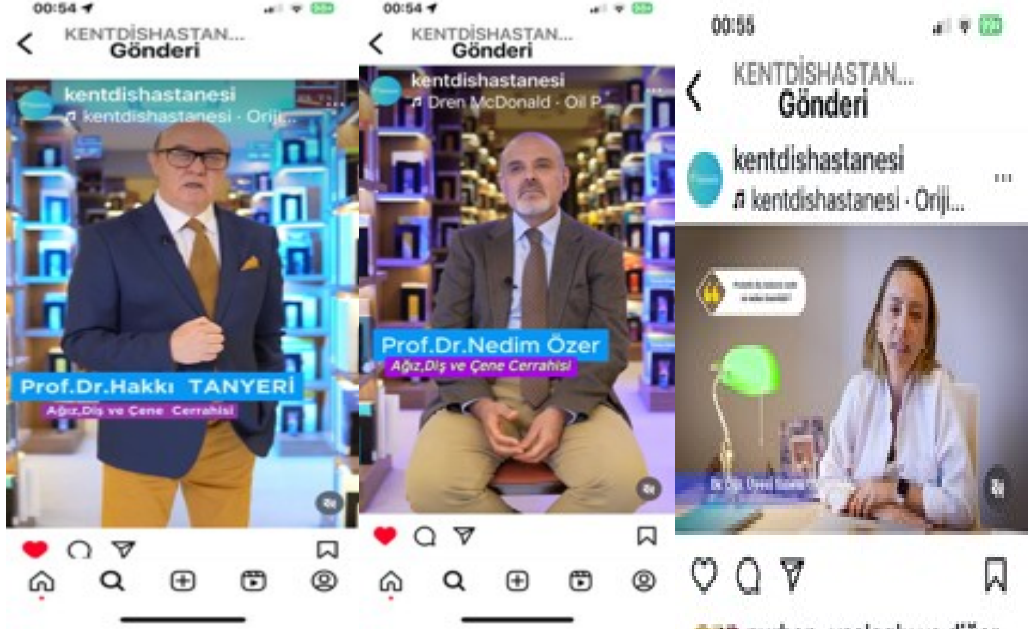 00:54
KENTDİSHASTAN...
Gönderi
kentdishastanesi
kentdishastanesi · Oriji...
Prof.Dr.Hakkı TANYERİ
Ağız,Diş ve Çene Cerrahisi
00:54
KENTDİSHASTAN...
Gönderi
kentdishastanesi
Dren McDonald · Oil P
Prof.Dr.Nedim Özer
Ağız,Diş ve Çene Cerrahisi
00:55
KENTDİSHASTAN...
Gönderi
kentdishastanesi
kentdishastanesi · Oriji...